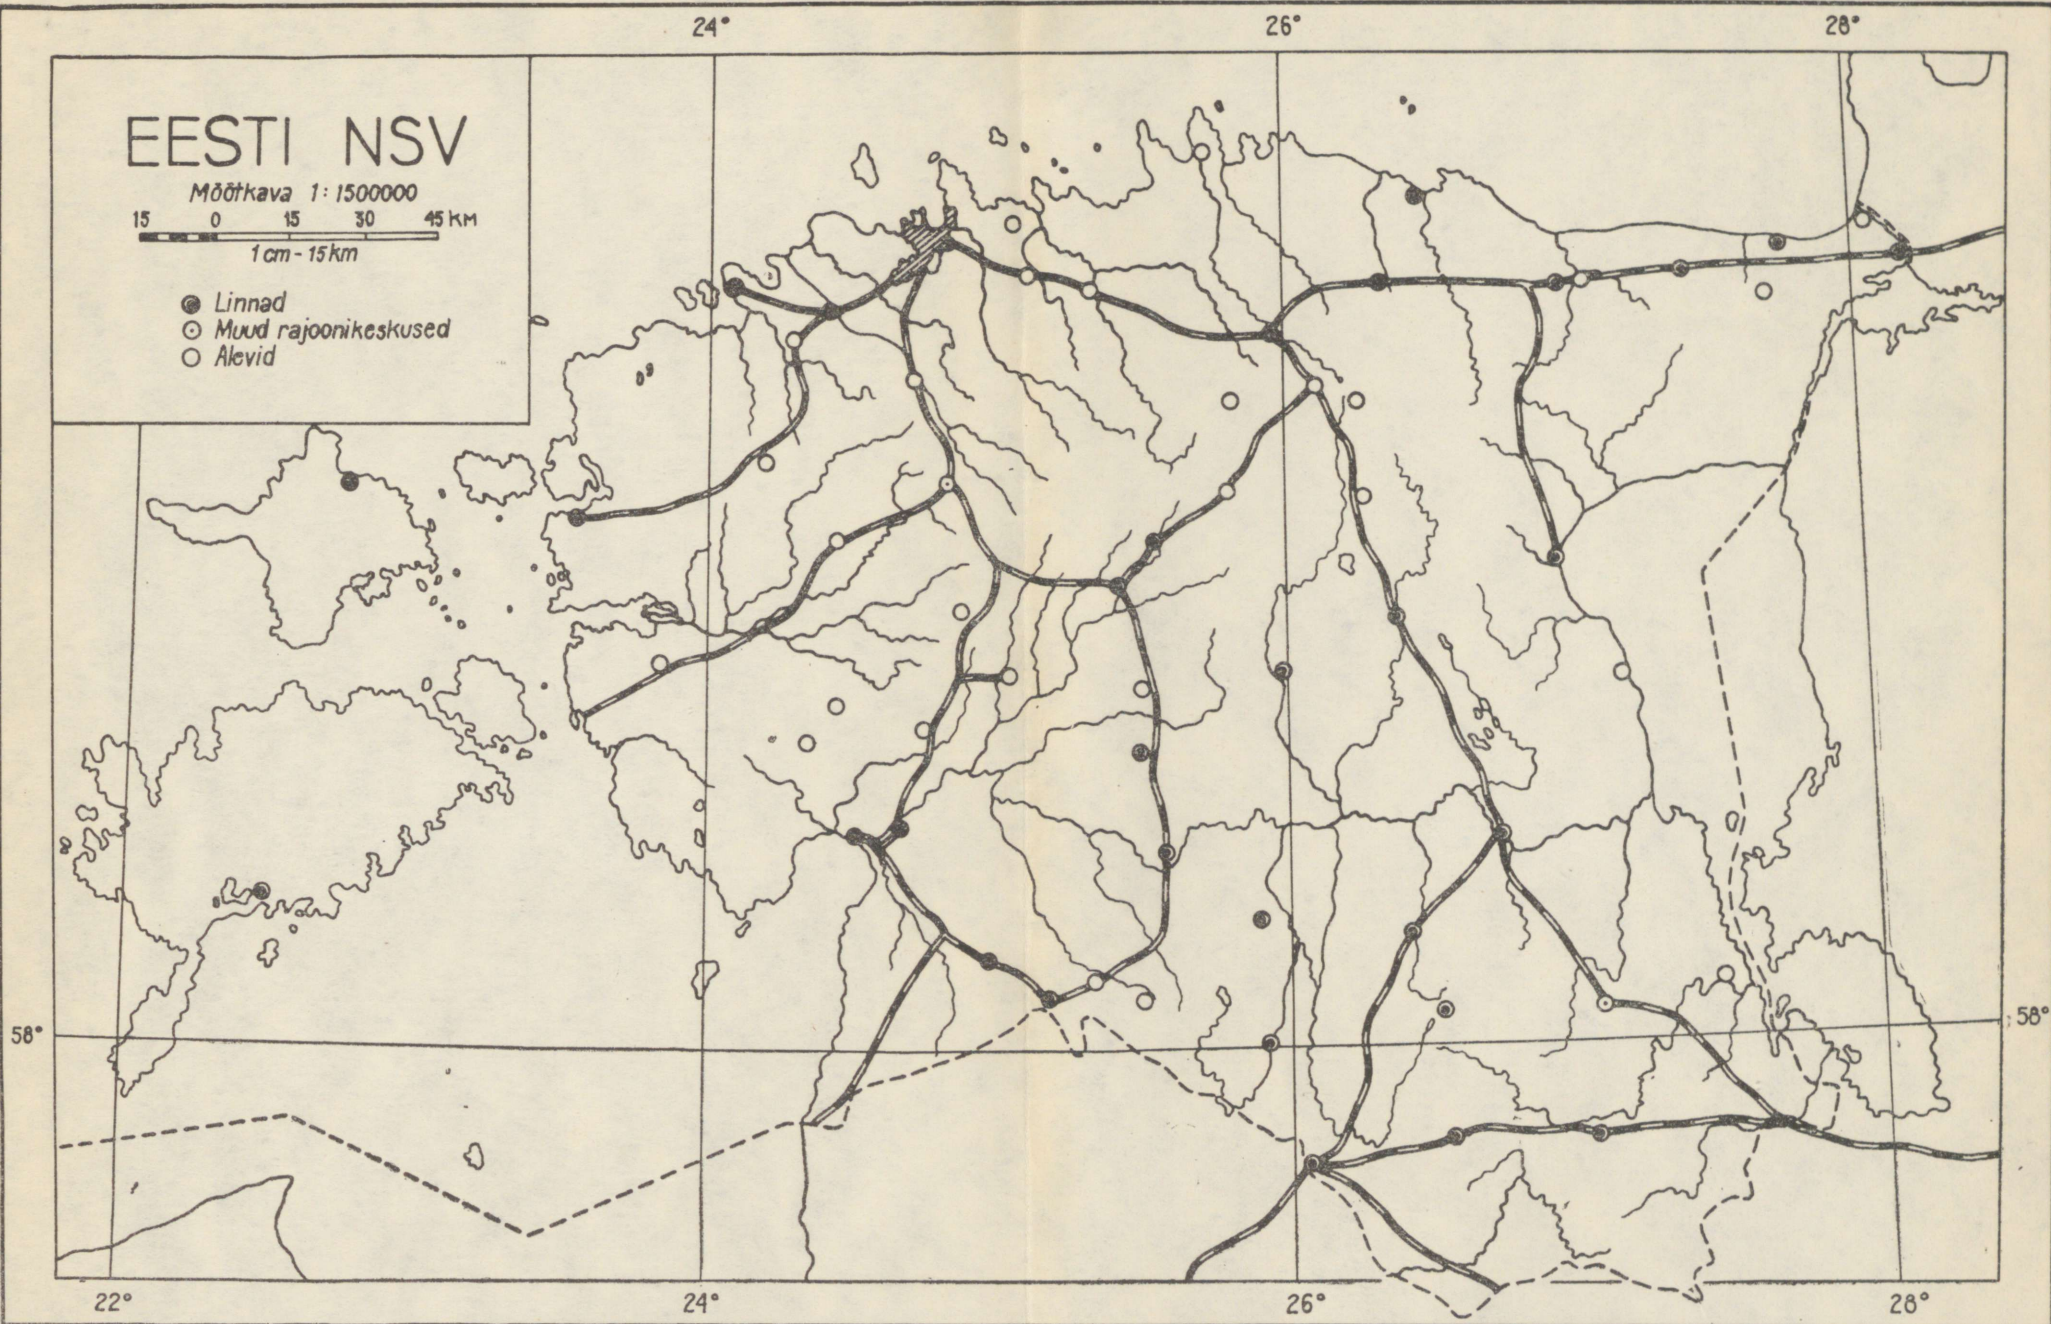 24° 26° 28°
EESTI NSV
Mõõtkava 1:1500000
15 0 15 30 45 KM
1 cm - 15 km
Linnad
Muud rajoonikeskused
Alevid
58° 58°
22° 24° 26° 28°